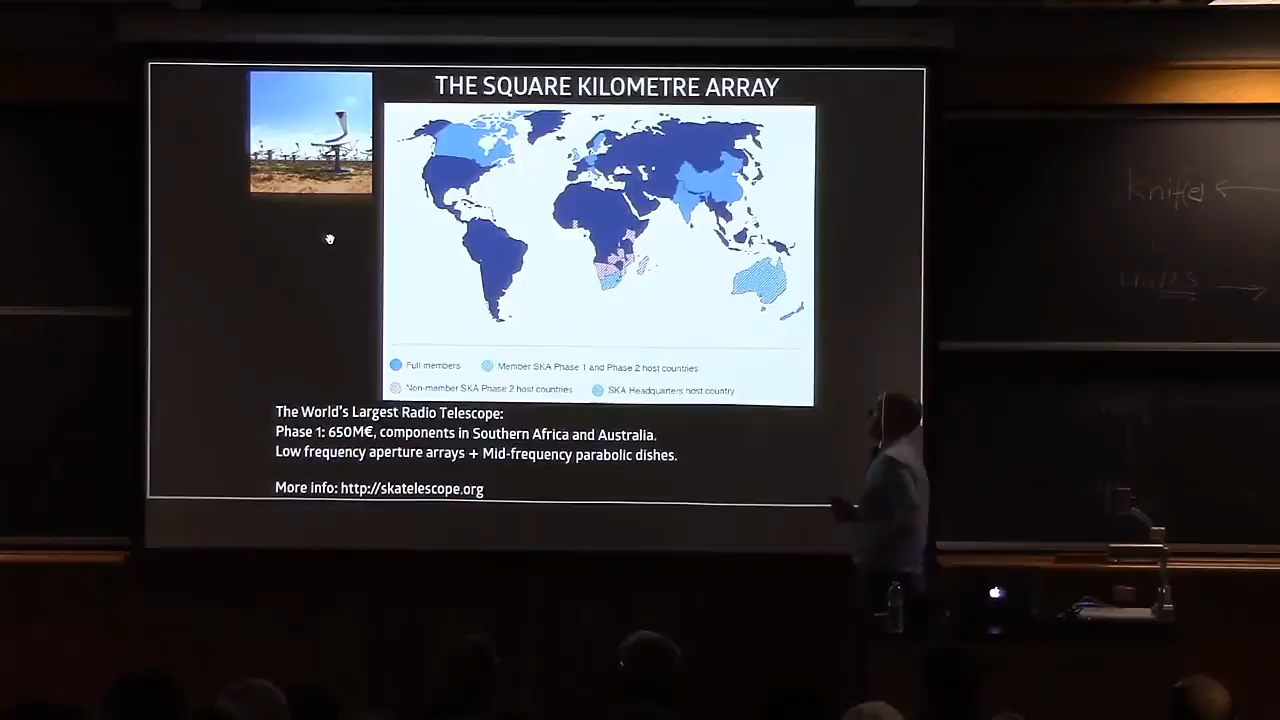 THE SQUARE KILOMETRE ARRAY
Full members
Member SKA Phase 1 and Phase 2 host countries
Non-member SKA Phase 2 host countries
SKA Headquarters host country
The World's Largest Radio Telescope:
Phase 1: 650M€, components in Southern Africa and Australia.
Low frequency aperture arrays + Mid-frequency parabolic dishes.
More info: http://skatelescope.org